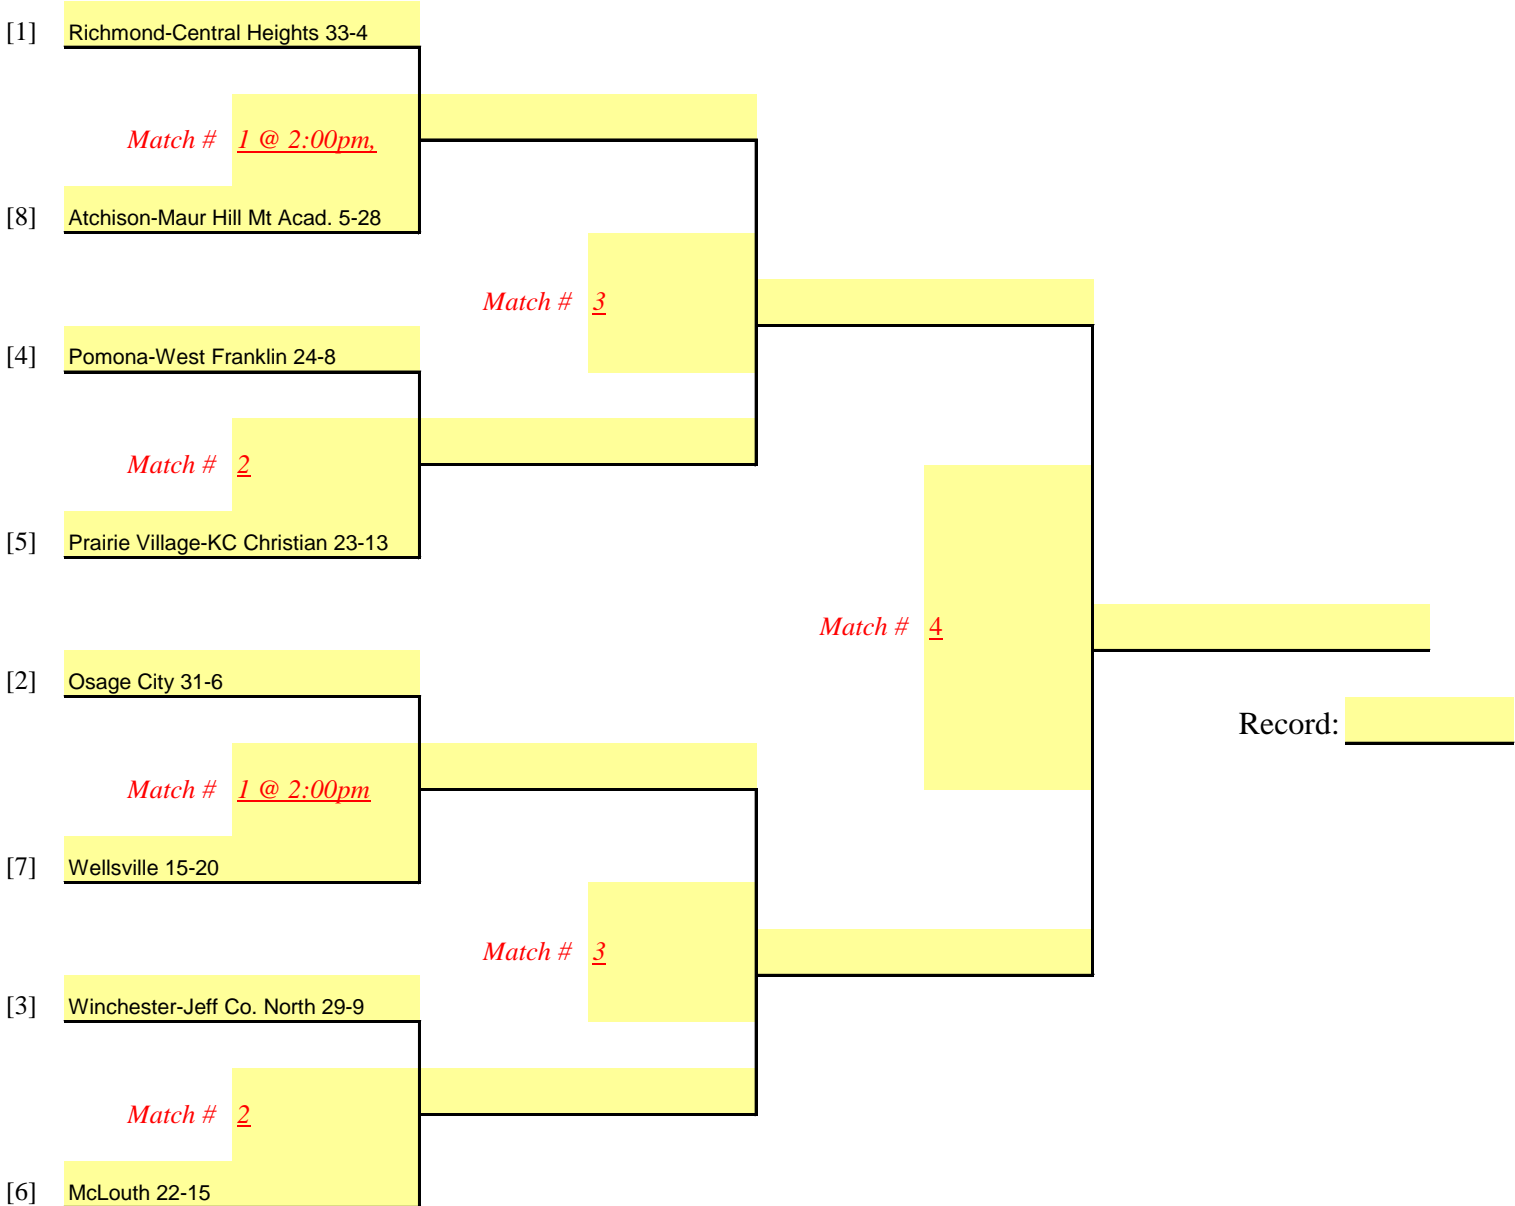 [1] Richmond-Central Heights 33-4
Match # 1 @ 2:00pm,
[8] Atchison-Maur Hill Mt Acad. 5-28
Match # 3
[4] Pomona-West Franklin 24-8
Match # 2
[5] Prairie Village-KC Christian 23-13
Match # 4
[2] Osage City 31-6
Record:
Match # 1 @ 2:00pm
[7] Wellsville 15-20
Match # 3
[3] Winchester-Jeff Co. North 29-9
Match # 2
[6] McLouth 22-15